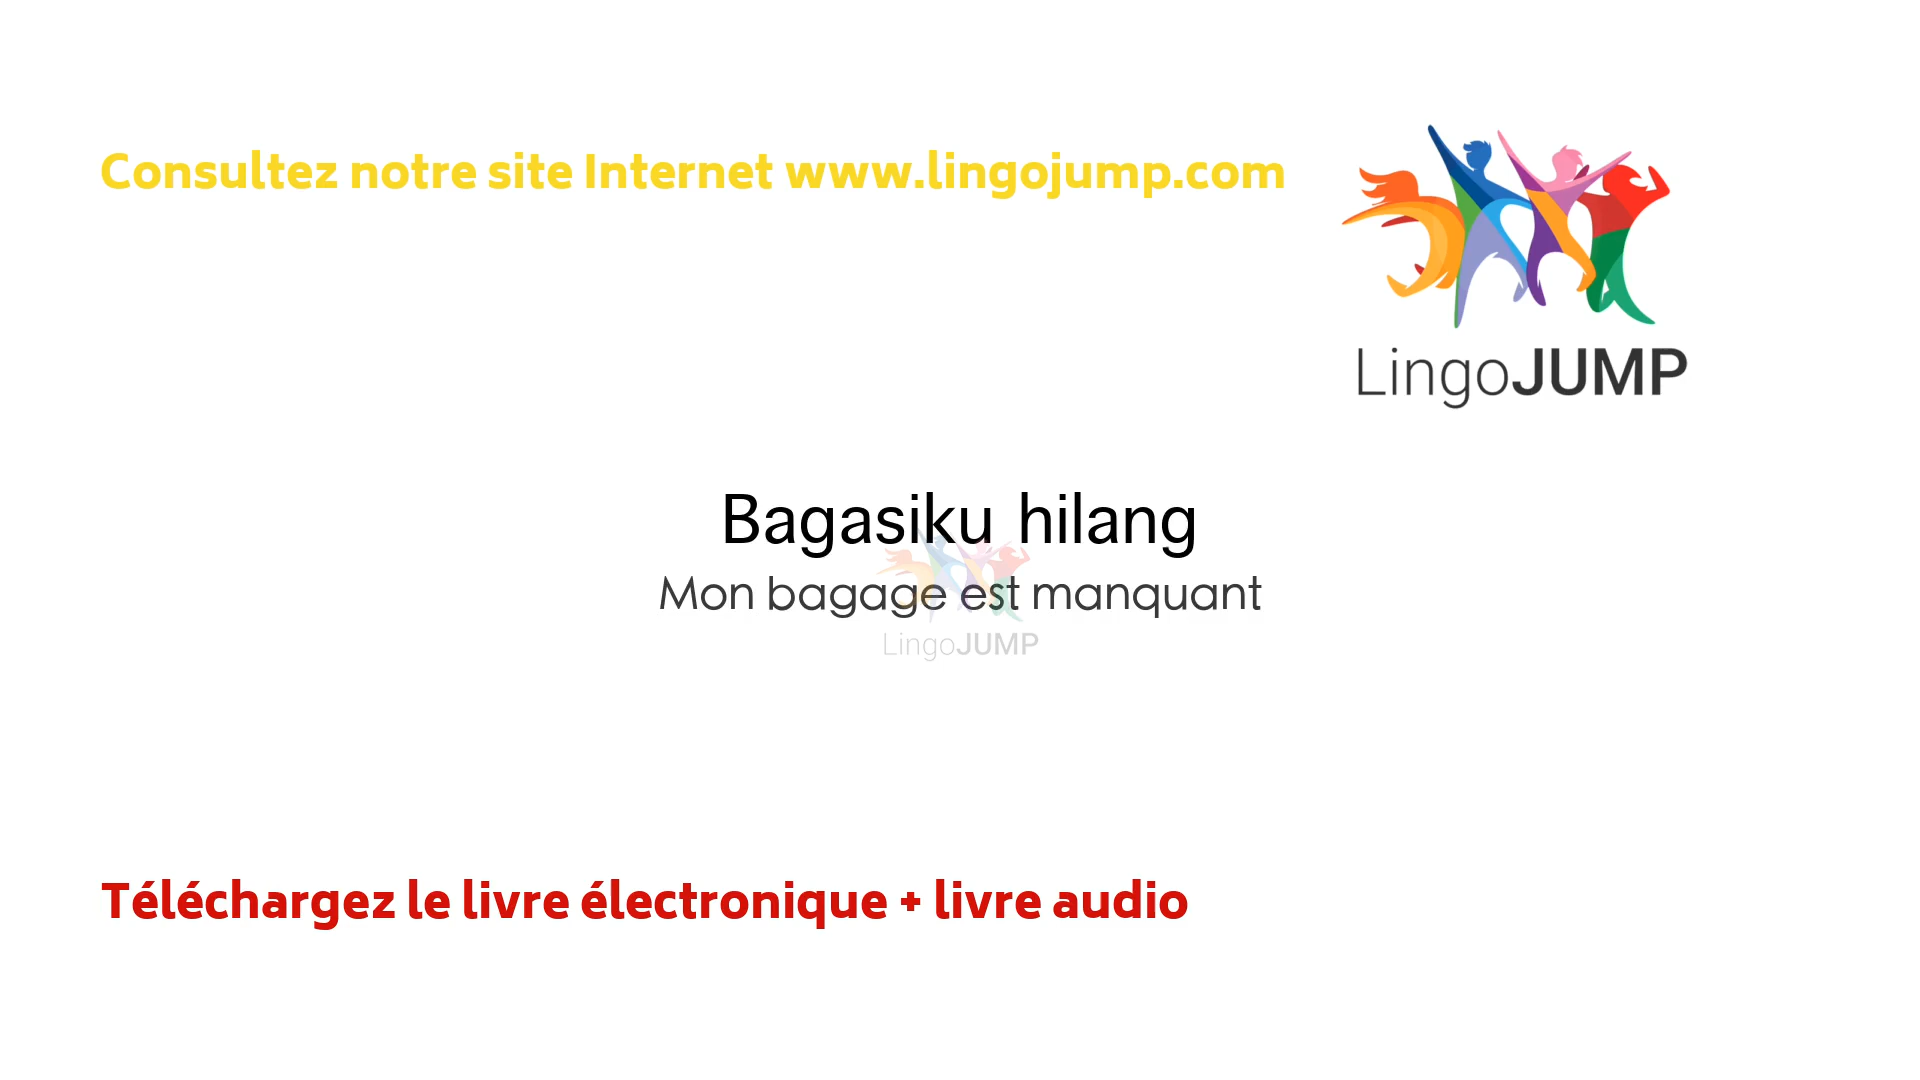 Consultez notre site Internet www.lingojump.com
LingoJUMP
Bagasiku hilang
Mon bagage est manquant
LingoJUMP
Téléchargez le livre électronique + livre audio